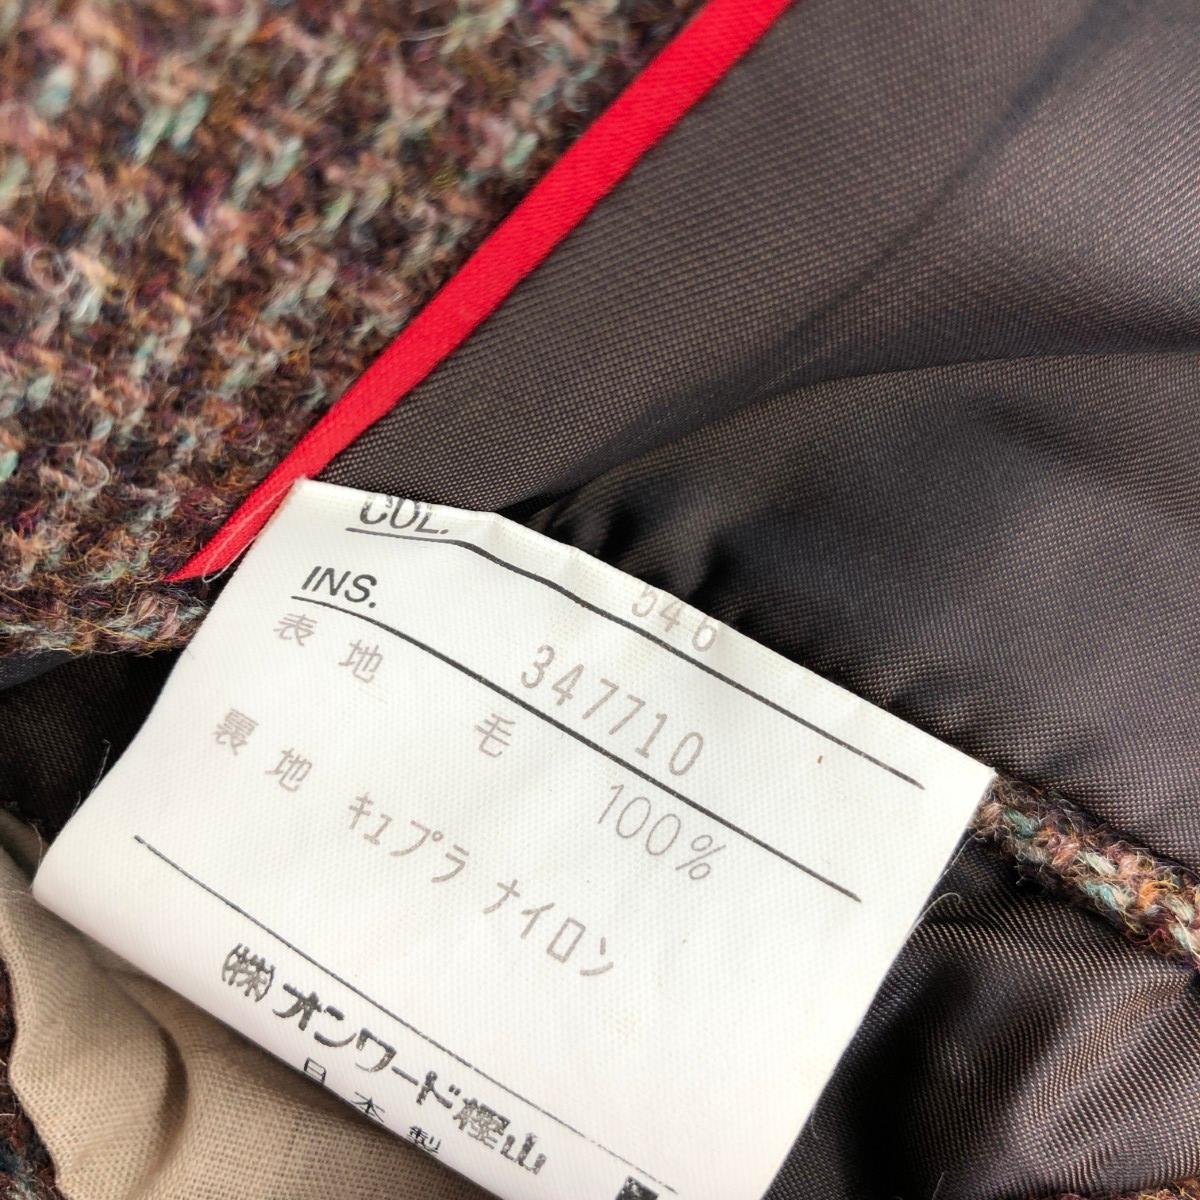 COL. 546
INS. 347710
表地 毛 100%
裏地 キュプラ ナイロン
(株)オンワード樫山
日本製